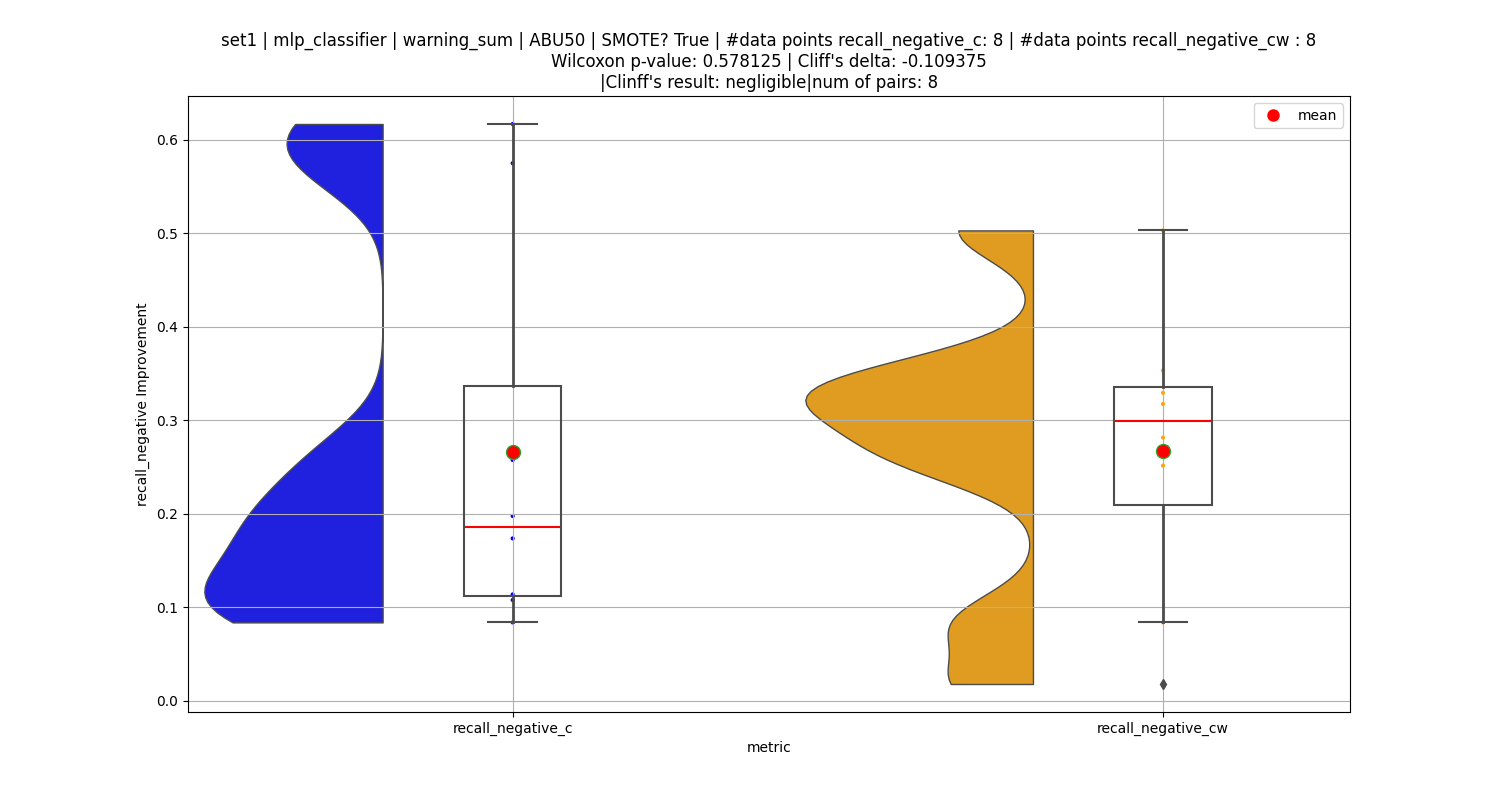 set1 | mlp_classifier | warning_sum | ABU50 | SMOTE? True | #data points recall_negative_c: 8 | #data points recall_negative_cw : 8
Wilcoxon p-value: 0.578125 | Cliff's delta: -0.109375
|Clinff's result: negligible|num of pairs: 8
mean
0.6
0.5
0.4
0.3
0.2
0.1
0.0
recall_negative Improvement
recall_negative_c
recall_negative_cw
metric